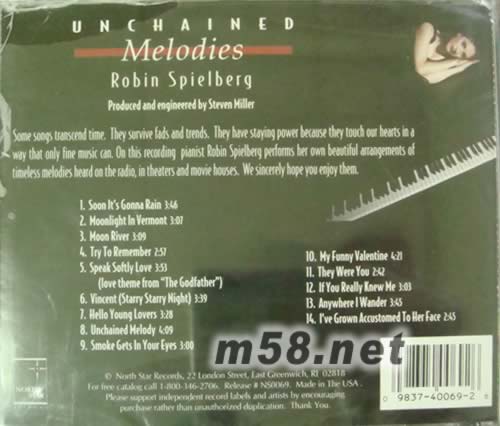 UNCHAINED
Melodies
Robin Spielberg
Produced and engineered by Steven Miller
Some songs transcend time. They survive fads and trends. They have staying power because they touch our hearts in a
way that only fine music can. On this recording pianist Robin Spielberg performs her own beautiful arrangements of
timeless melodies heard on the radio, in theaters and movie houses. We sincerely hope you enjoy them.
1. Soon It's Gonna Rain 3:46
2. Moonlight In Vermont 3:07
3. Moon River 3:09
4. Try To Remember 2:57
5. Speak Softly Love 3:53
(love theme from "The Godfather")
6. Vincent (Starry Starry Night) 3:39
7. Hello Young Lovers 3:28
8. Unchained Melody 4:09
9. Smoke Gets In Your Eyes 3:00
10. My Funny Valentine 4:21
11. They Were You 2:42
12. If You Really Knew Me 3:03
13. Anywhere I Wander 3:45
14. I've Grown Accustomed To Her Face 2:45
m58.net
NORTH
© North Star Records, 22 London Street, East Greenwich, RI. 02818
For free catalog call 1-800-346-2706. Release # NS0069. Made in The USA.
Please support independent record labels and artists by encouraging
purchase rather than unauthorized duplication. Thank You.
0 09837-40069-2 0